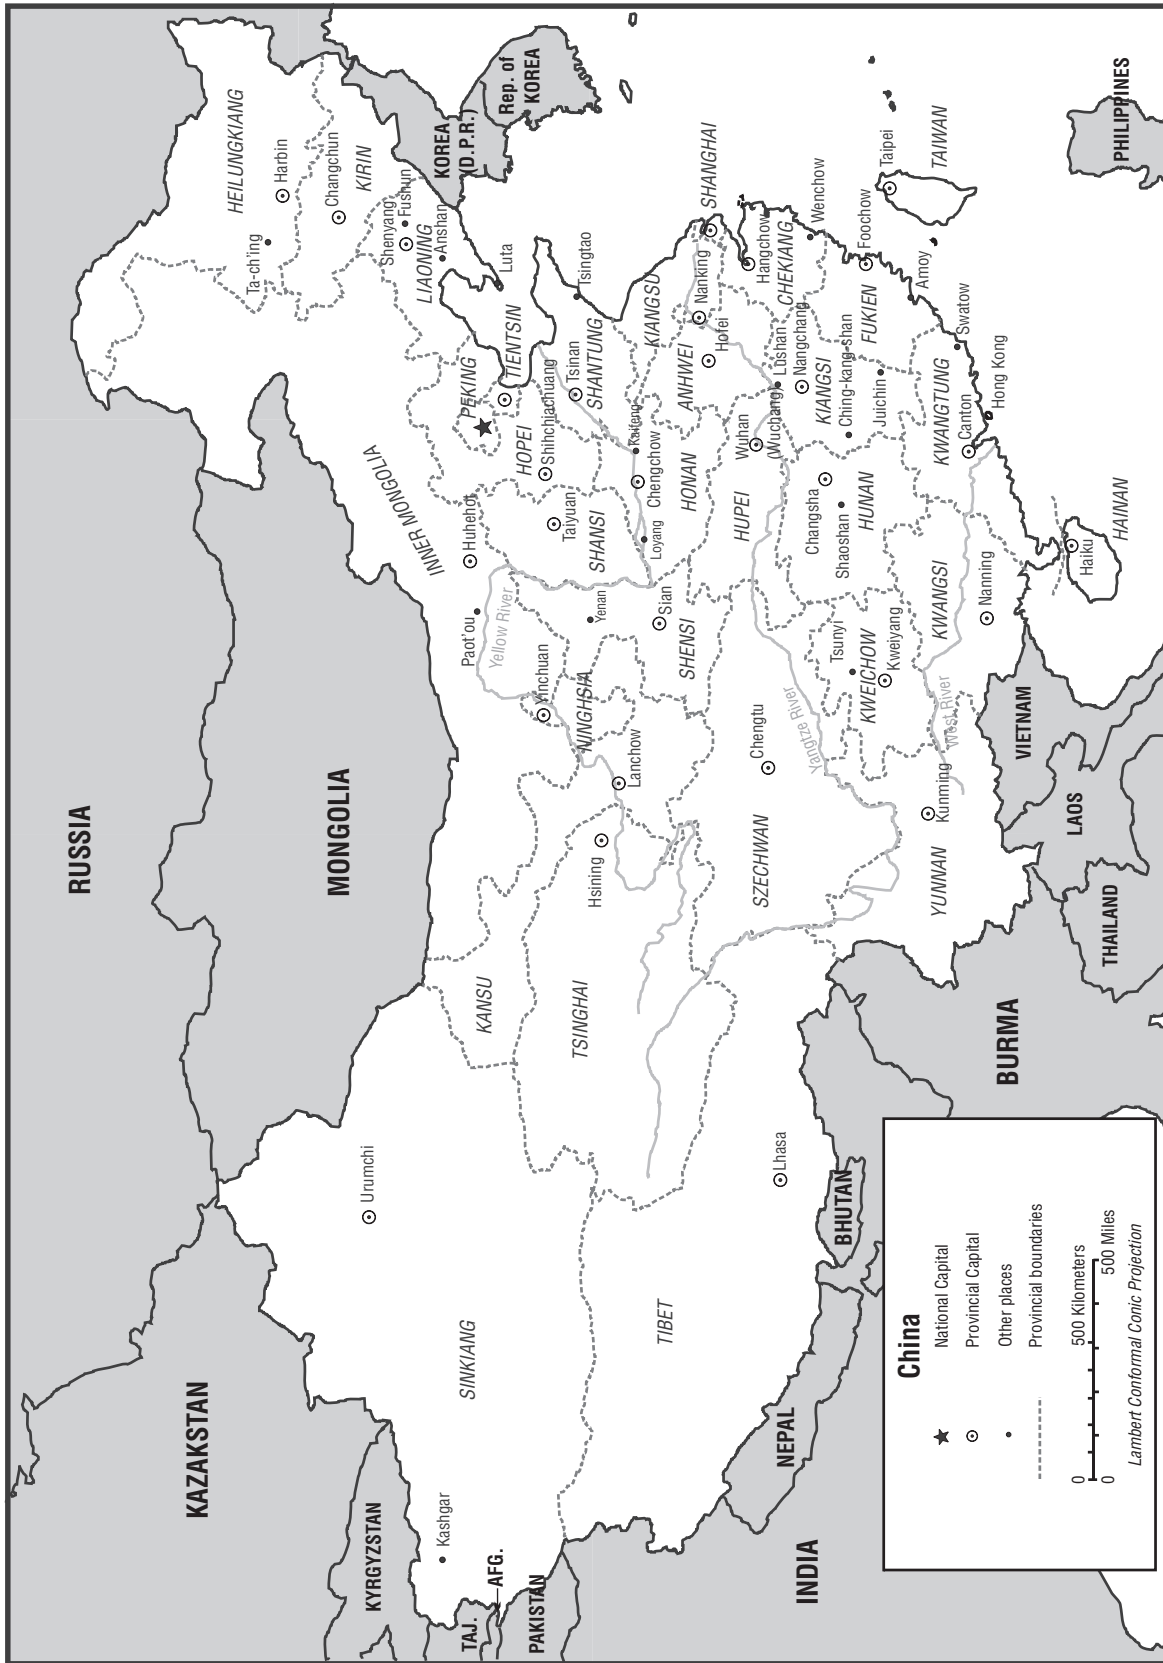 RUSSIA
MONGOLIA
KAZAKSTAN
KYRGYZSTAN
TAJ.
AFG.
PAKISTAN
INDIA
NEPAL
BHUTAN
BURMA
THAILAND
LAOS
VIETNAM
PHILIPPINES
KOREA
(D.P.R.)
Rep. of
KOREA
HEILUNGKIANG
Harbin
Ta-ch'ing
Changchun
KIRIN
Shenyang
Fushun
LIAONING
Anshan
Luta
INNER MONGOLIA
Huhehot
Paot'ou
PEKING
TIENTSIN
HOPEI
Shihchiachuang
Tsinan
SHANTUNG
Tsingtao
Taiyuan
SHANSI
Yellow River
Yinchuan
NINGHSIA
Yenan
Lanchow
Hsining
KANSU
TSINGHAI
Urumchi
SINKIANG
Kashgar
TIBET
Lhasa
Sian
SHENSI
Loyang
Kaifeng
Chengchow
HONAN
KIANGSU
ANHWEI
Nanking
Hofei
SHANGHAI
Hangchow
CHEKIANG
Wenchow
HUPEI
Wuhan
(Wuchang)
Lushan
Nangchang
KIANGSI
Ching-kang-shan
Juichin
FUKIEN
Foochow
Amoy
Taipei
TAIWAN
Swatow
KWANGTUNG
Canton
Hong Kong
Changsha
Shaoshan
HUNAN
SZECHWAN
Chengtu
Yangtze River
Tsunyi
KWEICHOW
Kweiyang
KWANGSI
Nanning
West River
Kunming
YUNNAN
Haiku
HAINAN
China
National Capital
Provincial Capital
Other places
Provincial boundaries
0 500 Kilometers
0 500 Miles
Lambert Conformal Conic Projection